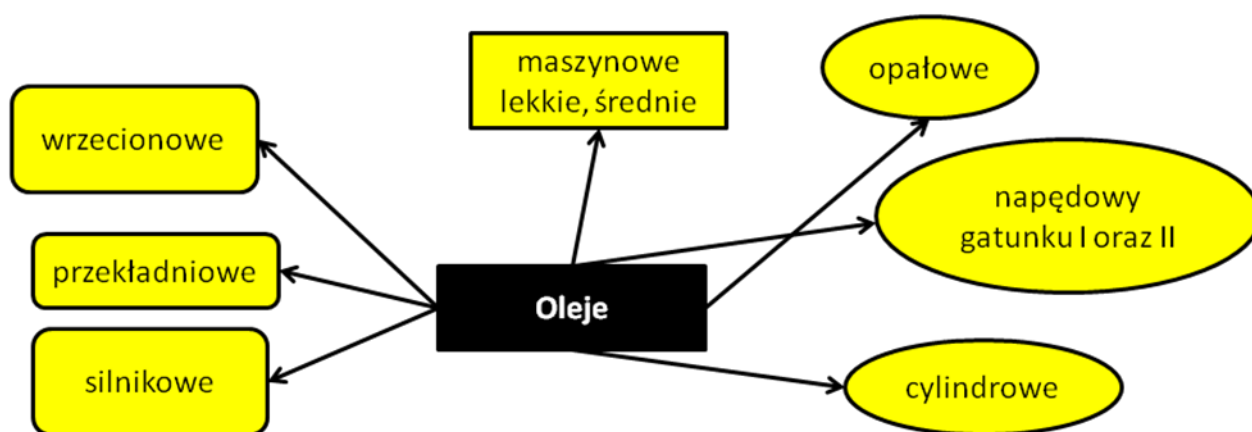 maszynowe
lekkie, średnie
opałowe
wrzecionowe
napędowy
gatunku I oraz II
przekładniowe
Oleje
silnikowe
cylindrowe